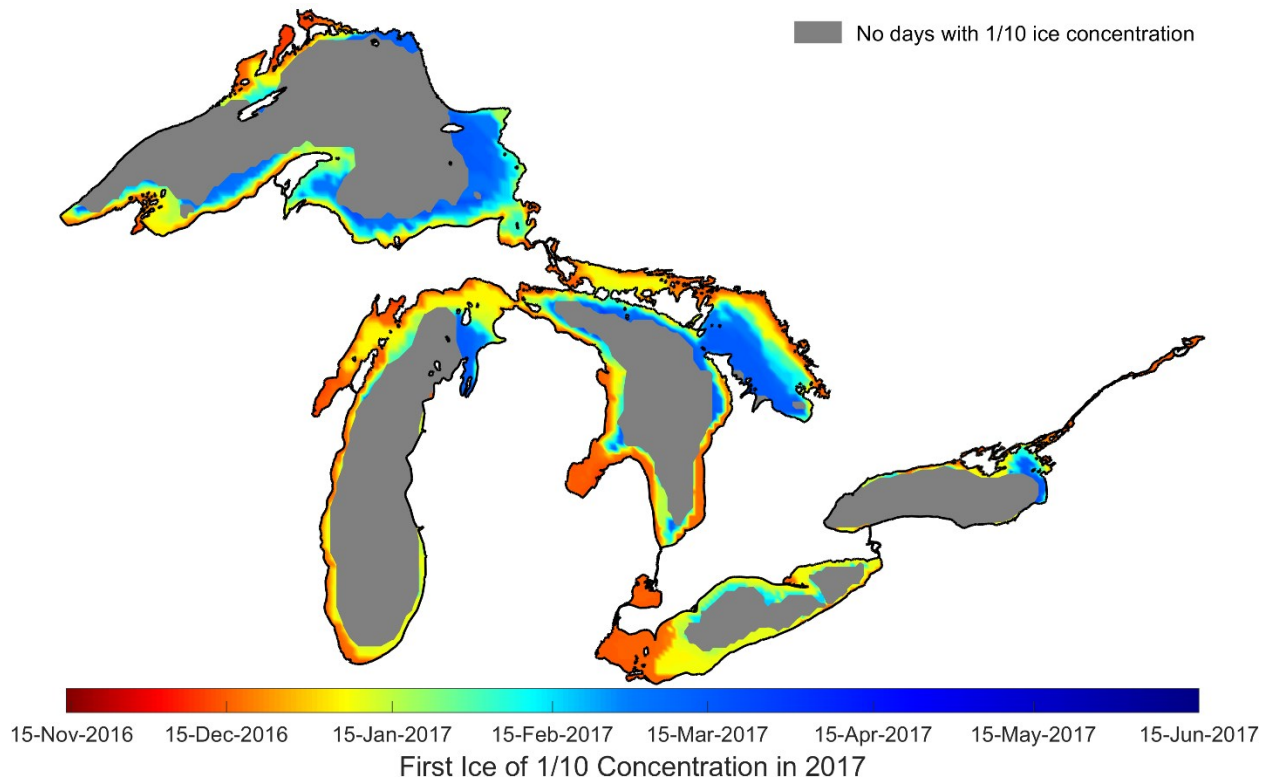 No days with 1/10 ice concentration
15-Nov-2016 15-Dec-2016 15-Jan-2017 15-Feb-2017 15-Mar-2017 15-Apr-2017 15-May-2017 15-Jun-2017
First Ice of 1/10 Concentration in 2017